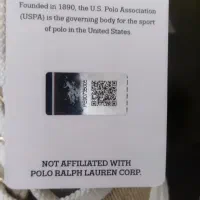 Founded in 1890, the U.S. Polo Association
(USPA) is the governing body for the sport
of polo in the United States
NOT AFFILIATED WITH
POLO RALPH LAUREN CORP.